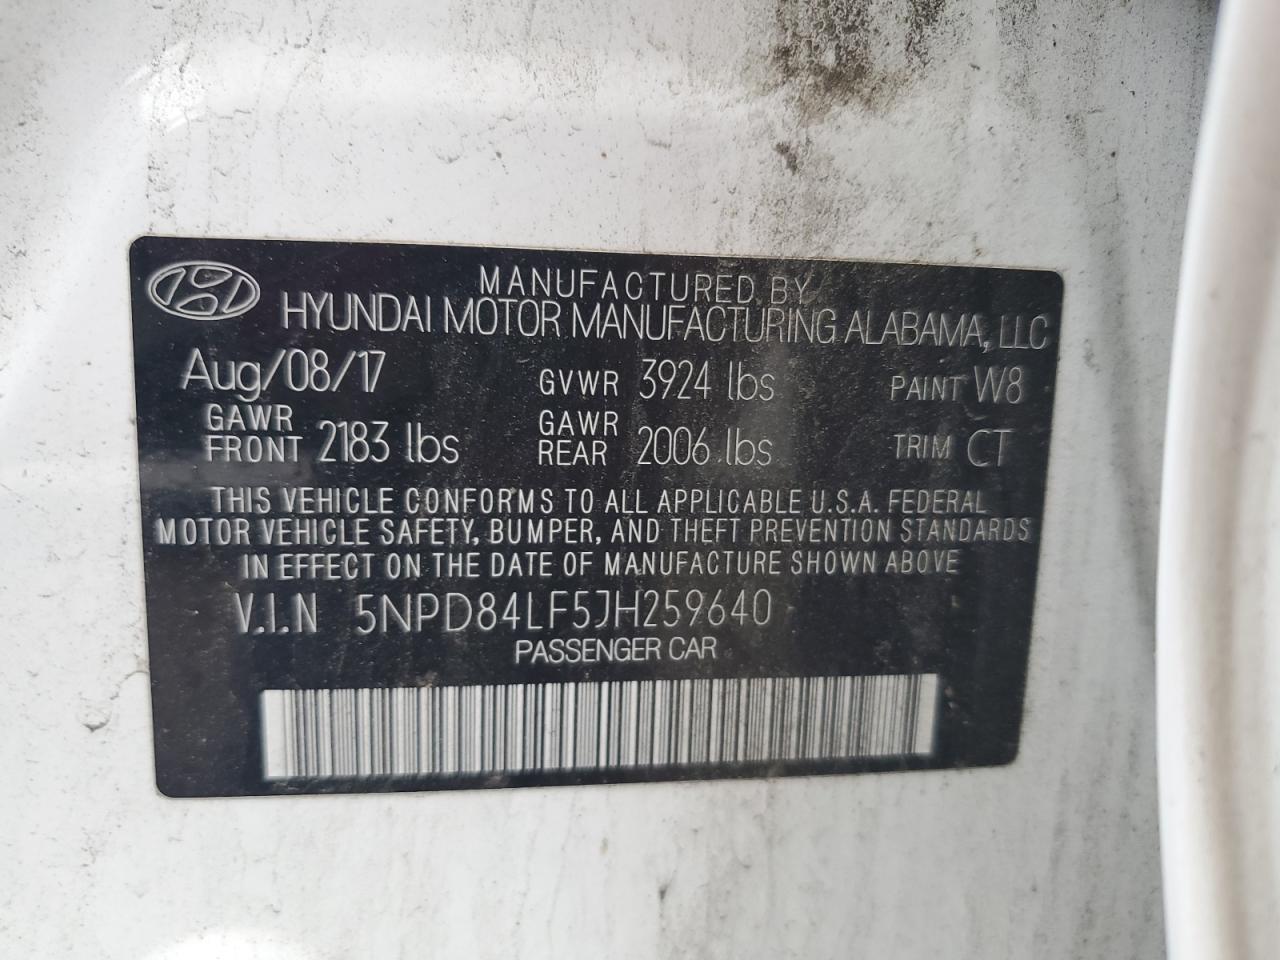 MANUFACTURED BY
HYUNDAI MOTOR MANUFACTURING ALABAMA, LLC
Aug/08/17 GVWR 3924 lbs PAINT W8
GAWR FRONT 2183 lbs GAWR REAR 2006 lbs TRIM CT
THIS VEHICLE CONFORMS TO ALL APPLICABLE U.S.A. FEDERAL
MOTOR VEHICLE SAFETY, BUMPER, AND THEFT PREVENTION STANDARDS
IN EFFECT ON THE DATE OF MANUFACTURE SHOWN ABOVE
V.I.N 5NPD84LF5JH259640
PASSENGER CAR